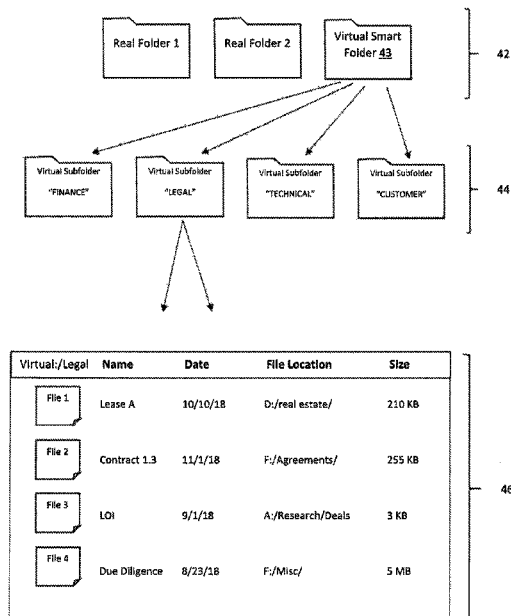 Real Folder 1
Real Folder 2
Virtual Smart
Folder 43
42
Virtual Subfolder
"FINANCE"
Virtual Subfolder
"LEGAL"
Virtual Subfolder
"TECHNICAL"
Virtual Subfolder
"CUSTOMER"
44
Virtual:/Legal Name Date File Location Size
File 1 Lease A 10/10/18 D:/real estate/ 210 KB
File 2 Contract 1.3 11/1/18 F:/Agreements/ 255 KB
File 3 LOI 9/1/18 A:/Research/Deals 3 KB
File 4 Due Diligence 8/23/18 F:/Misc/ 5 MB
46